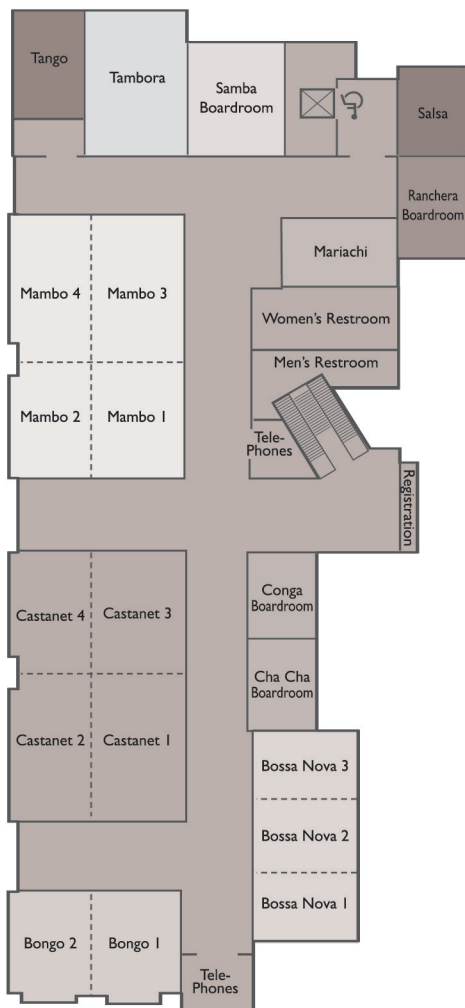 Tango
Tambora
Samba
Boardroom
Salsa
Ranchera
Boardroom
Mariachi
Mambo 4
Mambo 3
Women's Restroom
Men's Restroom
Mambo 2
Mambo 1
Tele-
Phones
Registration
Conga
Boardroom
Castanet 4
Castanet 3
Cha Cha
Boardroom
Castanet 2
Castanet 1
Bossa Nova 3
Bossa Nova 2
Bossa Nova 1
Bongo 2
Bongo 1
Tele-
Phones